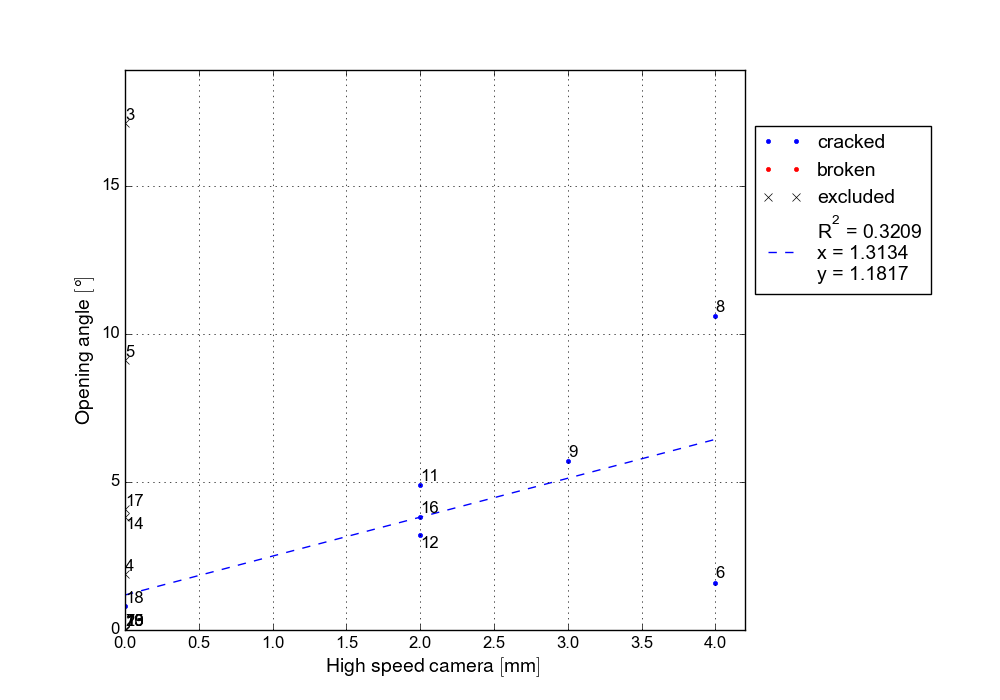 3
15
cracked
broken
excluded
R2 = 0.3209
x = 1.3134
y = 1.1817
Opening angle [°]
8
10
5
9
11
5
17
16
14
12
4
6
18
0
0.0 0.5 1.0 1.5 2.0 2.5 3.0 3.5 4.0
High speed camera [mm]